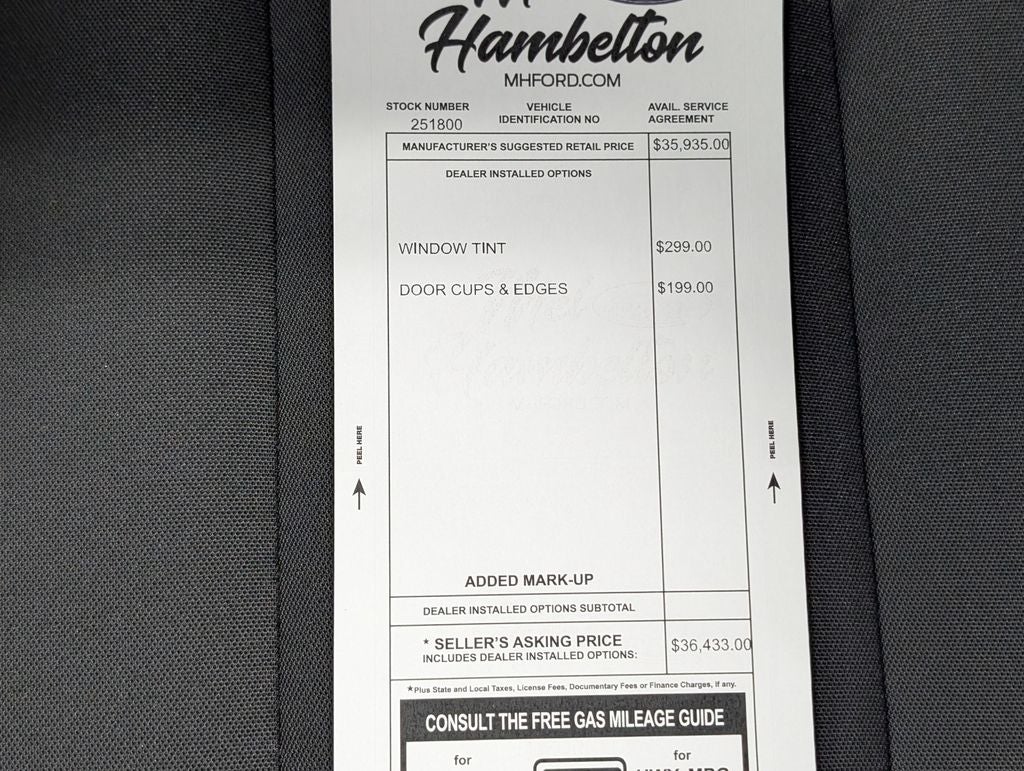 Hambelton
MHFORD.COM
STOCK NUMBER
251800
VEHICLE
IDENTIFICATION NO
AVAIL. SERVICE
AGREEMENT
MANUFACTURER'S SUGGESTED RETAIL PRICE $35,935.00
DEALER INSTALLED OPTIONS
WINDOW TINT $299.00
DOOR CUPS & EDGES $199.00
PEEL HERE
PEEL HERE
ADDED MARK-UP
DEALER INSTALLED OPTIONS SUBTOTAL
* SELLER'S ASKING PRICE $36,433.00
INCLUDES DEALER INSTALLED OPTIONS:
*Plus State and Local Taxes, License Fees, Documentary Fees or Finance Charges, If any.
CONSULT THE FREE GAS MILEAGE GUIDE
for
for